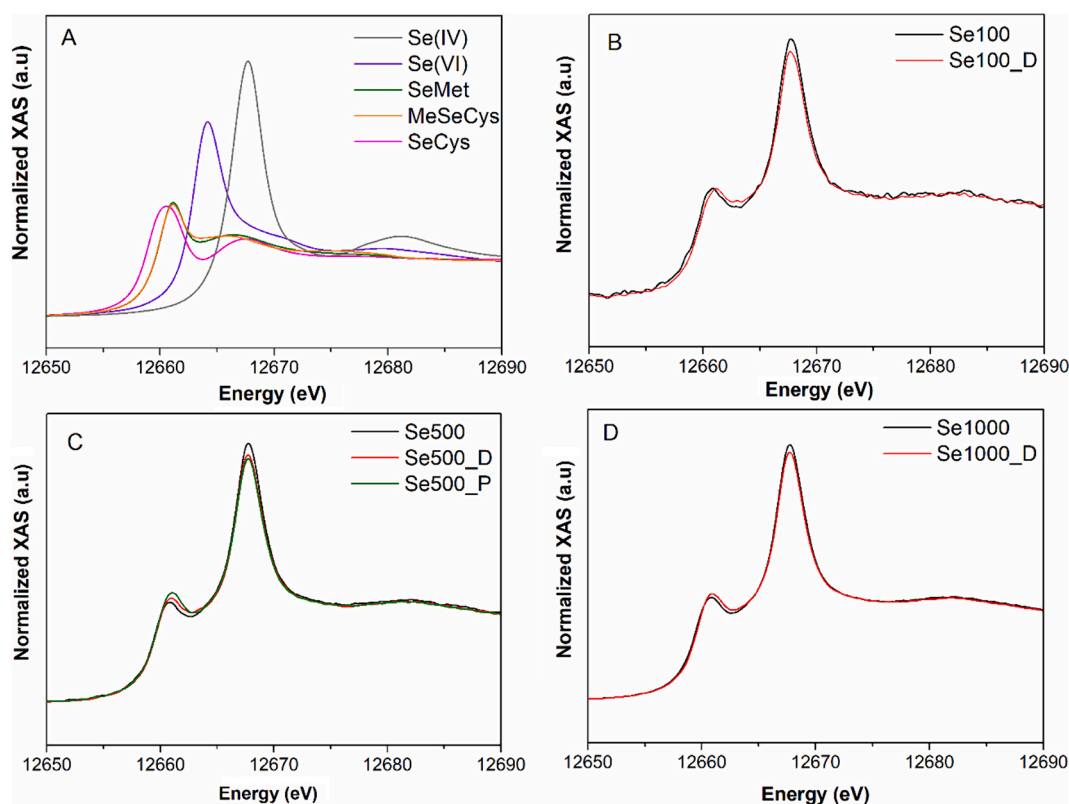 A
Se(IV)
Se(VI)
SeMet
MeSeCys
SeCys
Normalized XAS (a.u)
12650 12660 12670 12680 12690
Energy (eV)
B
Se100
Se100_D
Normalized XAS (a.u)
12650 12660 12670 12680 12690
Energy (eV)
C
Se500
Se500_D
Se500_P
Normalized XAS (a.u)
12650 12660 12670 12680 12690
Energy (eV)
D
Se1000
Se1000_D
Normalized XAS (a.u)
12650 12660 12670 12680 12690
Energy (eV)